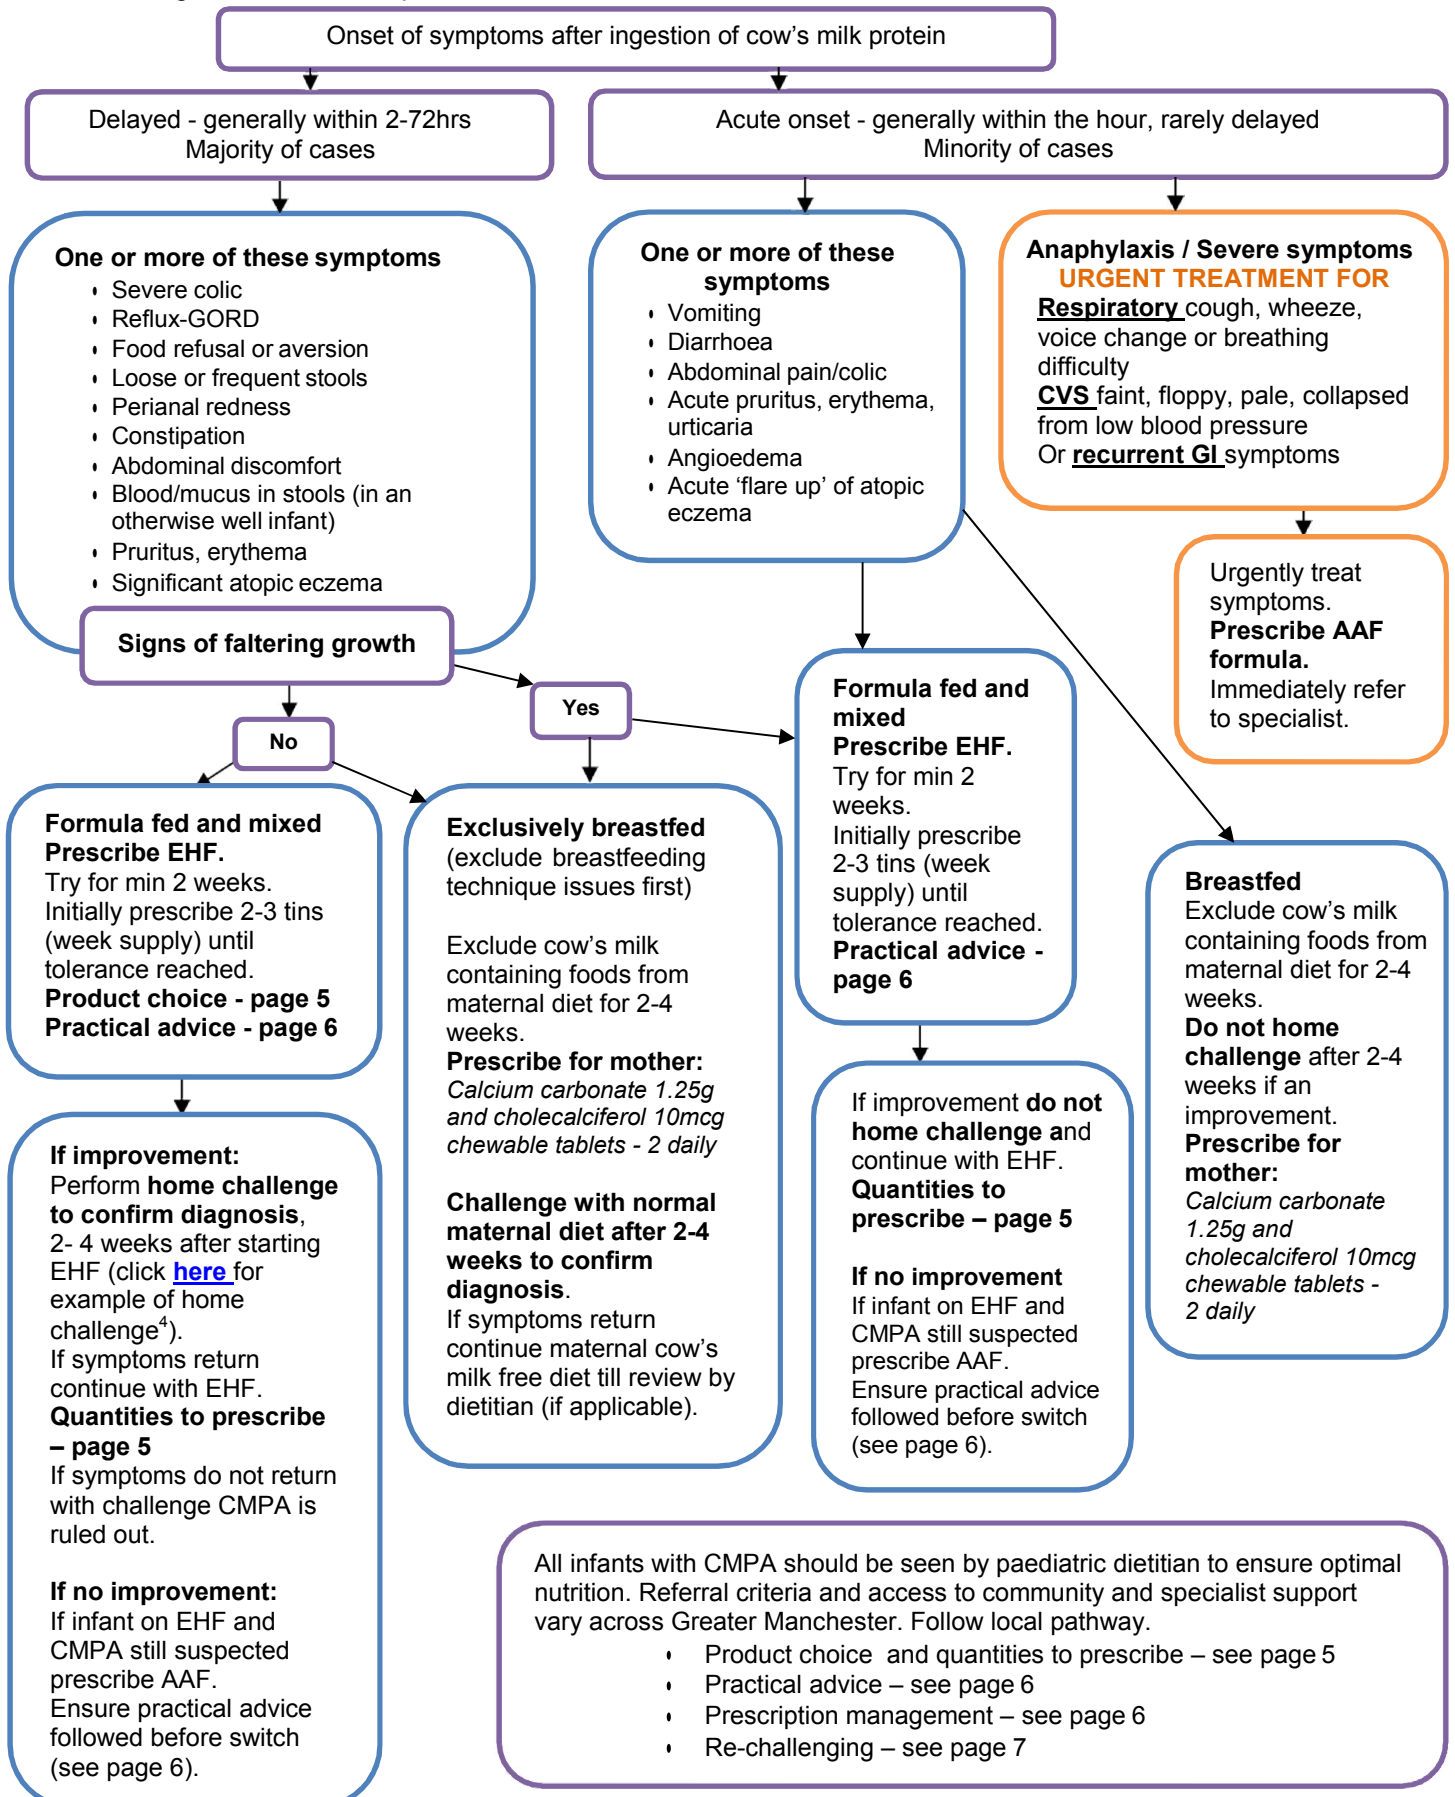 Onset of symptoms after ingestion of cow's milk protein
Delayed - generally within 2-72hrs
Majority of cases
Acute onset - generally within the hour, rarely delayed
Minority of cases
One or more of these symptoms
• Severe colic
• Reflux-GORD
• Food refusal or aversion
• Loose or frequent stools
• Perianal redness
• Constipation
• Abdominal discomfort
• Blood/mucus in stools (in an
otherwise well infant)
• Pruritus, erythema
• Significant atopic eczema
Signs of faltering growth
One or more of these
symptoms
• Vomiting
• Diarrhoea
• Abdominal pain/colic
• Acute pruritus, erythema,
urticaria
• Angioedema
• Acute 'flare up' of atopic
eczema
Anaphylaxis / Severe symptoms
URGENT TREATMENT FOR
Respiratory cough, wheeze,
voice change or breathing
difficulty
CVS faint, floppy, pale, collapsed
from low blood pressure
Or recurrent GI symptoms
Urgently treat
symptoms.
Prescribe AAF
formula.
Immediately refer
to specialist.
No
Yes
Formula fed and mixed
Prescribe EHF.
Try for min 2 weeks.
Initially prescribe 2-3 tins
(week supply) until
tolerance reached.
Product choice - page 5
Practical advice - page 6
Exclusively breastfed
(exclude breastfeeding
technique issues first)
Exclude cow's milk
containing foods from
maternal diet for 2-4
weeks.
Prescribe for mother:
Calcium carbonate 1.25g
and cholecalciferol 10mcg
chewable tablets - 2 daily
Challenge with normal
maternal diet after 2-4
weeks to confirm
diagnosis.
If symptoms return
continue maternal cow's
milk free diet till review by
dietitian (if applicable).
Formula fed and
mixed
Prescribe EHF.
Try for min 2
weeks.
Initially prescribe
2-3 tins (week
supply) until
tolerance reached.
Practical advice -
page 6
Breastfed
Exclude cow's milk
containing foods from
maternal diet for 2-4
weeks.
Do not home
challenge after 2-4
weeks if an
improvement.
Prescribe for
mother:
Calcium carbonate
1.25g and
cholecalciferol 10mcg
chewable tablets -
2 daily
If improvement:
Perform home challenge
to confirm diagnosis,
2- 4 weeks after starting
EHF (click here for
example of home
challenge4).
If symptoms return
continue with EHF.
Quantities to prescribe
– page 5
If symptoms do not return
with challenge CMPA is
ruled out.
If no improvement:
If infant on EHF and
CMPA still suspected
prescribe AAF.
Ensure practical advice
followed before switch
(see page 6).
If improvement do not
home challenge and
continue with EHF.
Quantities to
prescribe – page 5
If no improvement
If infant on EHF and
CMPA still suspected
prescribe AAF.
Ensure practical advice
followed before switch
(see page 6).
All infants with CMPA should be seen by paediatric dietitian to ensure optimal
nutrition. Referral criteria and access to community and specialist support
vary across Greater Manchester. Follow local pathway.
• Product choice and quantities to prescribe – see page 5
• Practical advice – see page 6
• Prescription management – see page 6
• Re-challenging – see page 7